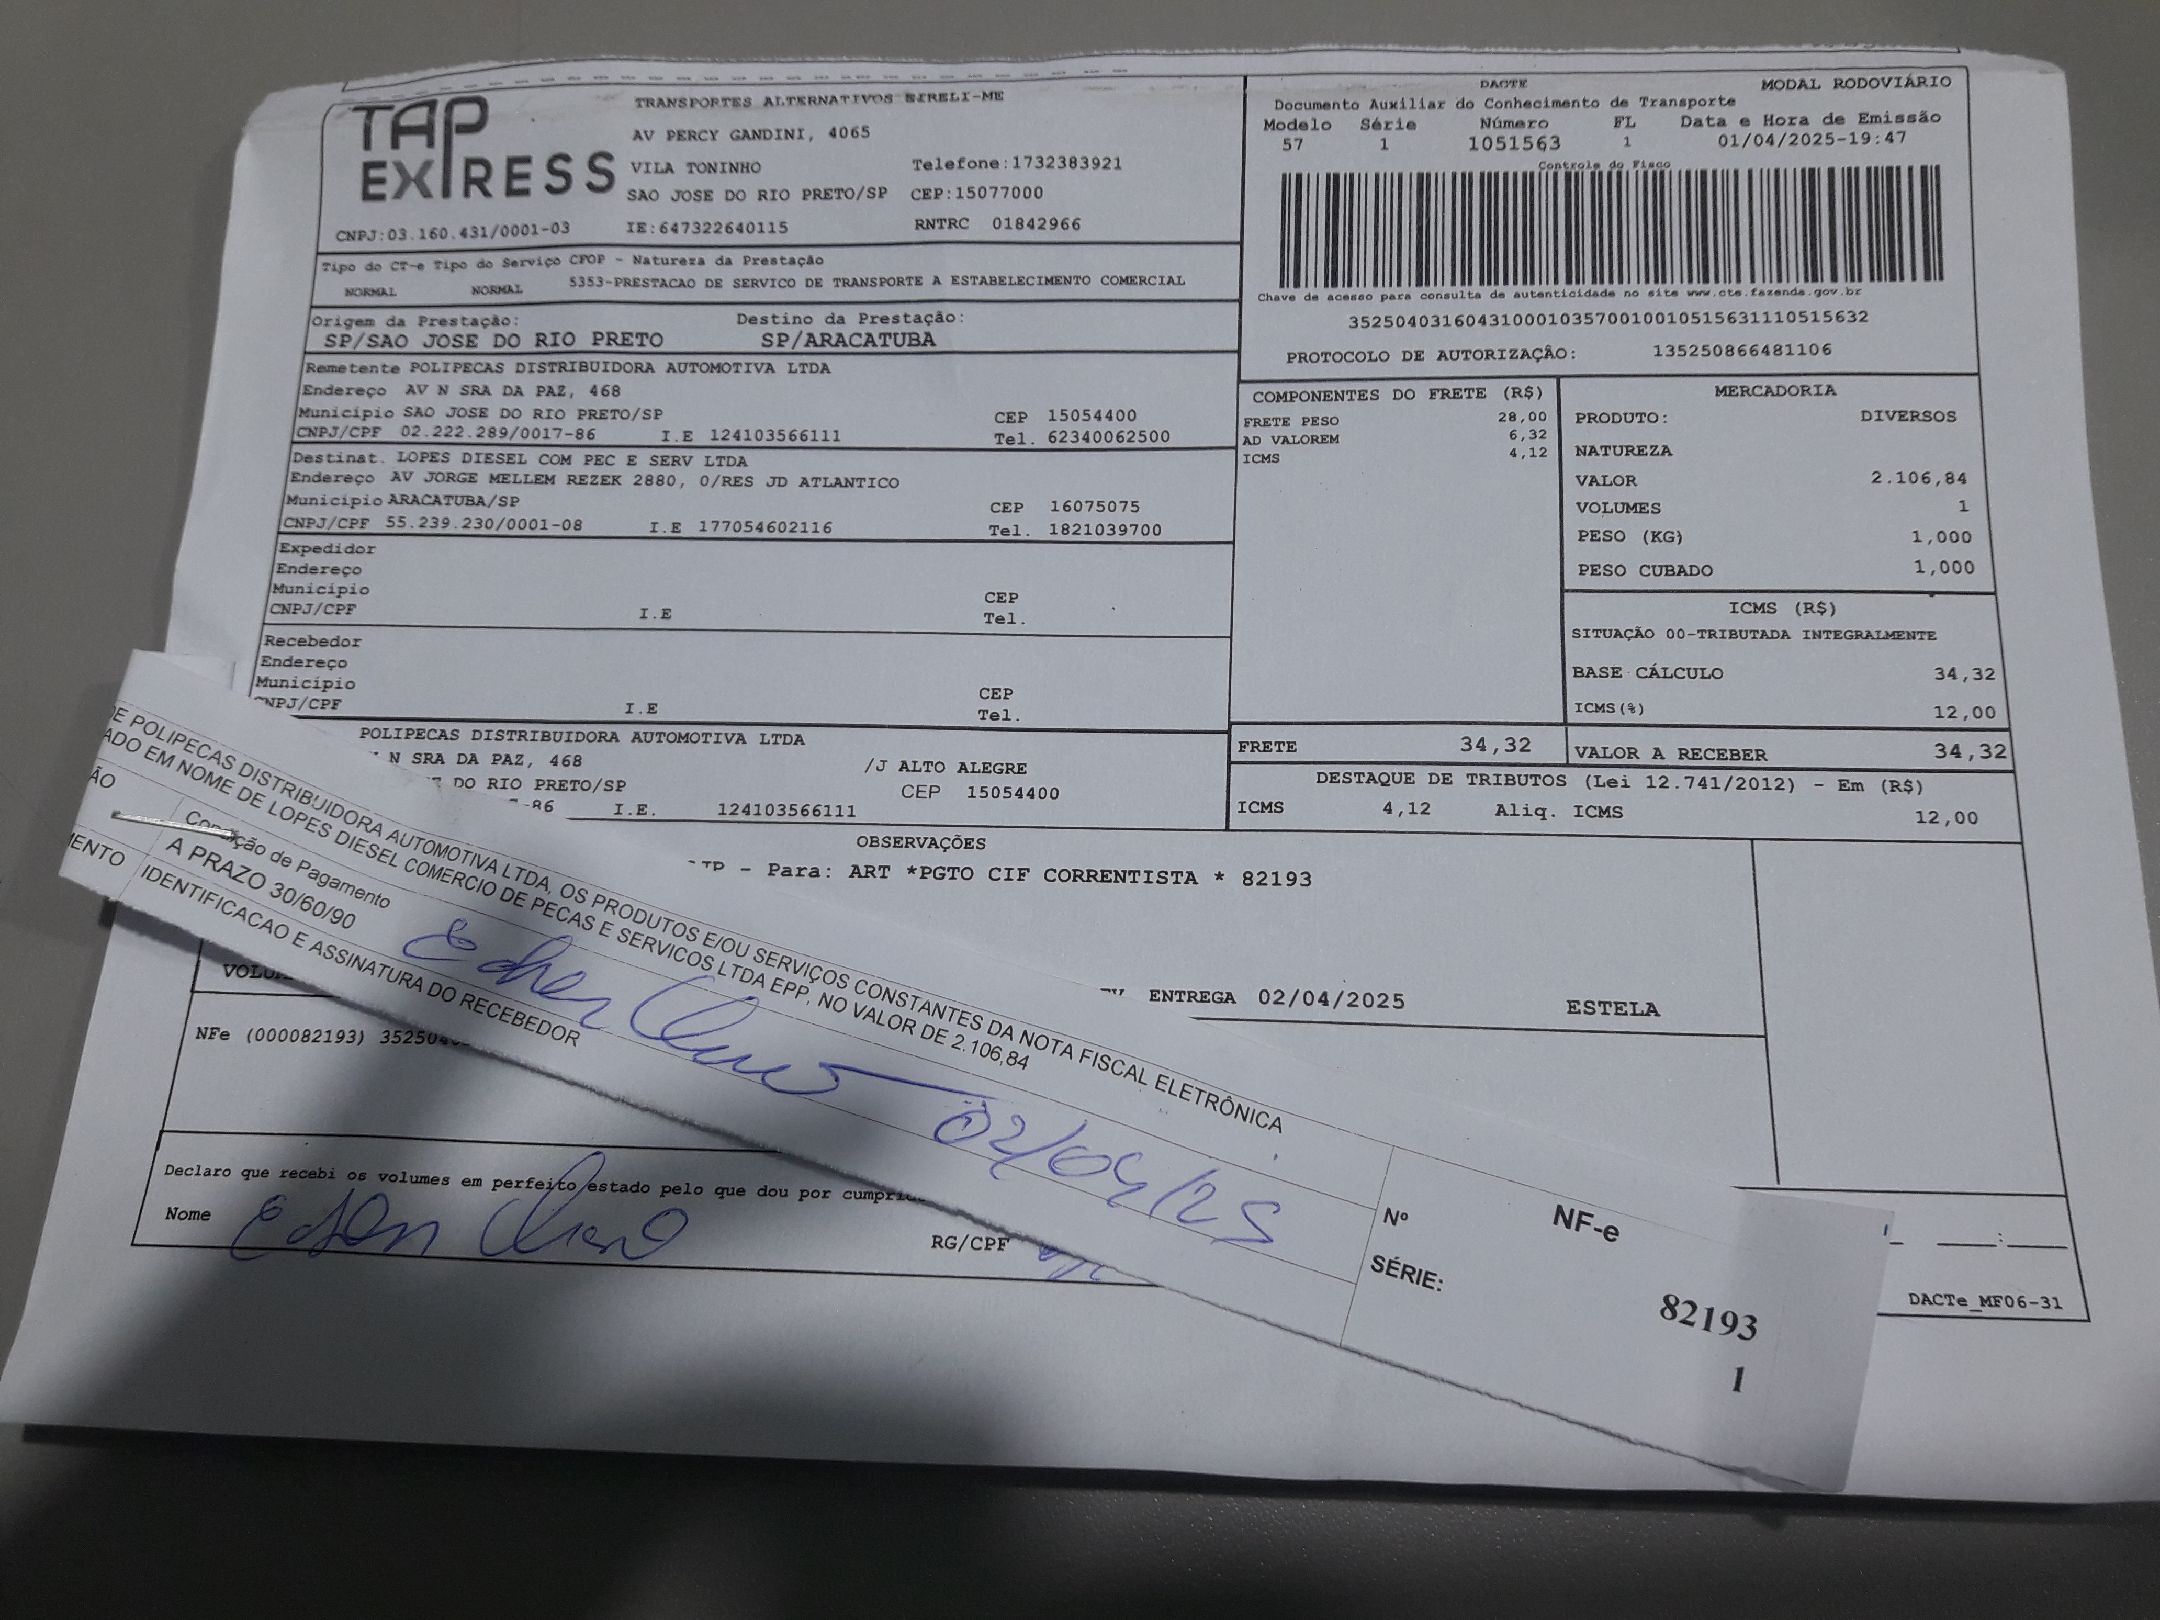 TAP EXPRESS
TRANSPORTES ALTERNATIVOS EIRELI-ME
AV PERCY GANDINI, 4065
VILA TONINHO Telefone:1732383921
SAO JOSE DO RIO PRETO/SP CEP:15077000
CNPJ:03.160.431/0001-03 IE:647322640115 RNTRC 01842966
DACTE MODAL RODOVIÁRIO
Documento Auxiliar do Conhecimento de Transporte
Modelo Série Número FL Data e Hora de Emissão
57 1 1051563 1 01/04/2025-19:47
Controle do Fisco
Chave de acesso para consulta de autenticidade no site www.cte.fazenda.gov.br
35250403160431000103570010010515631110515632
PROTOCOLO DE AUTORIZAÇÃO: 135250866481106
Tipo do CT-e Tipo do Serviço CFOP - Natureza da Prestação
NORMAL NORMAL 5353-PRESTACAO DE SERVICO DE TRANSPORTE A ESTABELECIMENTO COMERCIAL
Origem da Prestação: Destino da Prestação:
SP/SAO JOSE DO RIO PRETO SP/ARACATUBA
Remetente POLIPECAS DISTRIBUIDORA AUTOMOTIVA LTDA
Endereço AV N SRA DA PAZ, 468
Município SAO JOSE DO RIO PRETO/SP CEP 15054400
CNPJ/CPF 02.222.289/0017-86 I.E 124103566111 Tel. 62340062500
Destinat. LOPES DIESEL COM PEC E SERV LTDA
Endereço AV JORGE MELLEM REZEK 2880, 0/RES JD ATLANTICO
Município ARACATUBA/SP CEP 16075075
CNPJ/CPF 55.239.230/0001-08 I.E 177054602116 Tel. 1821039700
Expedidor
Endereço
Município CEP
CNPJ/CPF I.E Tel.
Recebedor
Endereço
Município CEP
CNPJ/CPF I.E Tel.
POLIPECAS DISTRIBUIDORA AUTOMOTIVA LTDA
N SRA DA PAZ, 468 /J ALTO ALEGRE
DO RIO PRETO/SP CEP 15054400
-86 I.E. 124103566111
COMPONENTES DO FRETE (R$)
FRETE PESO 28,00
AD VALOREM 6,32
ICMS 4,12
MERCADORIA
PRODUTO: DIVERSOS
NATUREZA
VALOR 2.106,84
VOLUMES 1
PESO (KG) 1,000
PESO CUBADO 1,000
ICMS (R$)
SITUAÇÃO 00-TRIBUTADA INTEGRALMENTE
BASE CÁLCULO 34,32
ICMS(%) 12,00
FRETE 34,32 VALOR A RECEBER 34,32
DESTAQUE DE TRIBUTOS (Lei 12.741/2012) - Em (R$)
ICMS 4,12 Aliq. ICMS 12,00
OBSERVAÇÕES
- Para: ART *PGTO CIF CORRENTISTA * 82193
ENTREGA 02/04/2025 ESTELA
NFe (000082193) 35250
Declaro que recebi os volumes em perfeito estado pelo que dou por
Nome RG/CPF
DACTe_MF06-31
DE POLIPECAS DISTRIBUIDORA AUTOMOTIVA LTDA, OS PRODUTOS E/OU SERVIÇOS CONSTANTES DA NOTA FISCAL ELETRÔNICA
ADO EM NOME DE LOPES DIESEL COMERCIO DE PECAS E SERVICOS LTDA EPP, NO VALOR DE 2.106,84
ÃO Condição de Pagamento
A PRAZO 30/60/90
MENTO IDENTIFICACAO E ASSINATURA DO RECEBEDOR
02/04/25
NF-e
Nº 82193
SÉRIE: 1